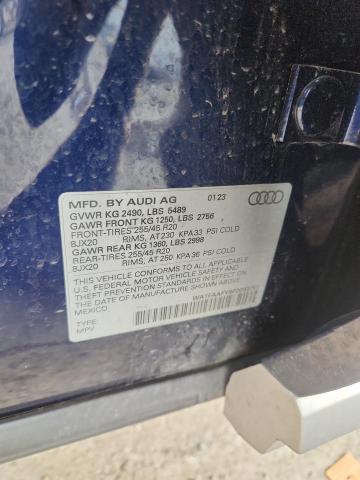 MFD. BY AUDI AG 01 23
GVWR KG 2490, LBS 5489
GAWR FRONT KG 1250, LBS 2756
FRONT-TIRES 255/45 R20
8JX20 RIMS, AT 230 KPA 33 PSI COLD
GAWR REAR KG 1360, LBS 2998
REAR-TIRES 255/45 R20
8JX20 RIMS, AT 250 KPA 36 PSI COLD
THIS VEHICLE CONFORMS TO ALL APPLICABLE
U.S. FEDERAL MOTOR VEHICLE SAFETY AND
THEFT PREVENTION STANDARDS IN EFFECT ON
THE DATE OF MANUFACTURE SHOWN ABOVE.
MEXICO
TYPE:
MPV